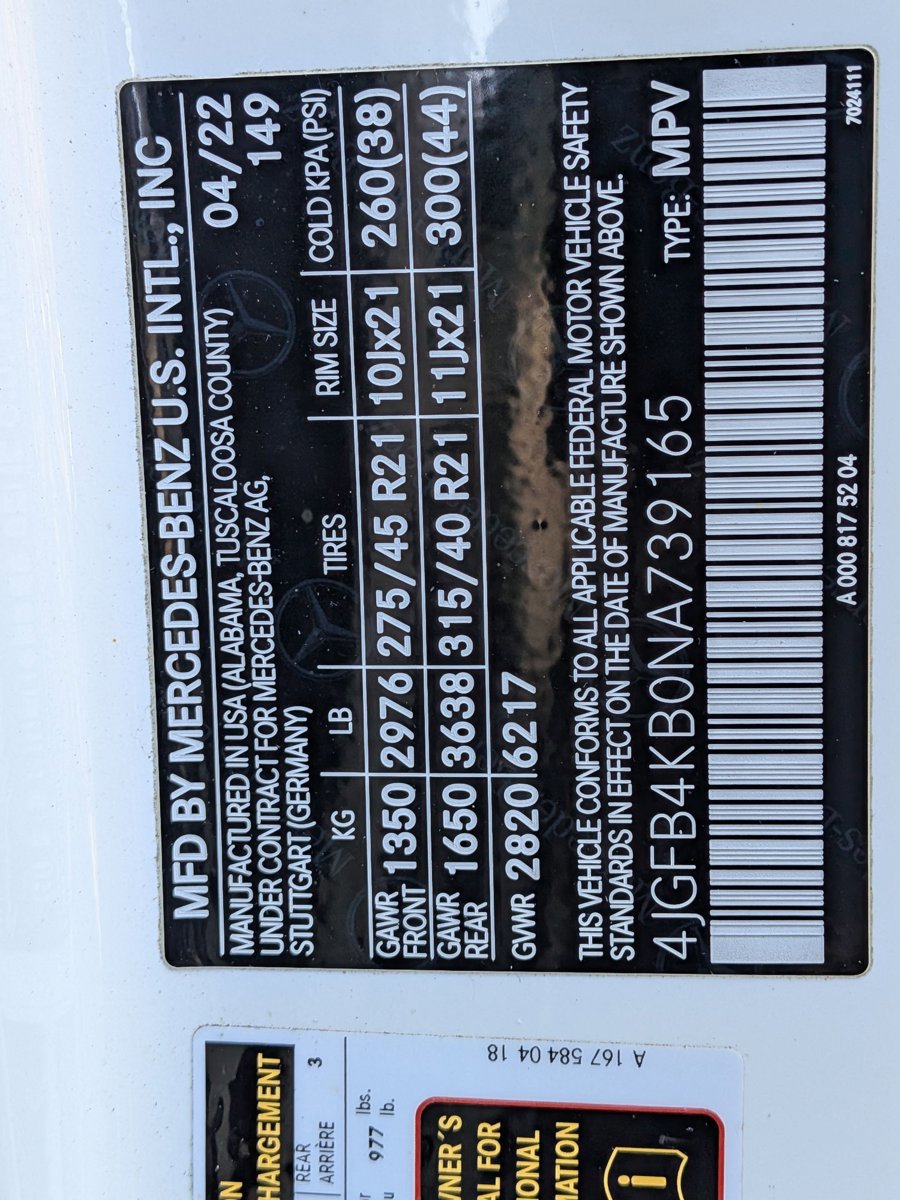 MFD BY MERCEDES-BENZ U.S. INTL., INC
MANUFACTURED IN USA (ALABAMA, TUSCALOOSA COUNTY) 04/22
UNDER CONTRACT FOR MERCEDES-BENZ AG, 149
STUTTGART (GERMANY)
KG LB TIRES RIM SIZE COLD KPA (PSI)
GAWR FRONT 1350 2976 275/45 R21 10Jx21 260(38)
GAWR REAR 1650 3638 315/40 R21 11Jx21 300(44)
GVWR 2820 6217
THIS VEHICLE CONFORMS TO ALL APPLICABLE FEDERAL MOTOR VEHICLE SAFETY
STANDARDS IN EFFECT ON THE DATE OF MANUFACTURE SHOWN ABOVE.
4JGFB4KB0NA739165 TYPE: MPV
A 000 817 52 04 7024111
CHARGEMENT
REAR
ARRIÈRE 3
977 lbs.
lb.
A 167 584 04 18